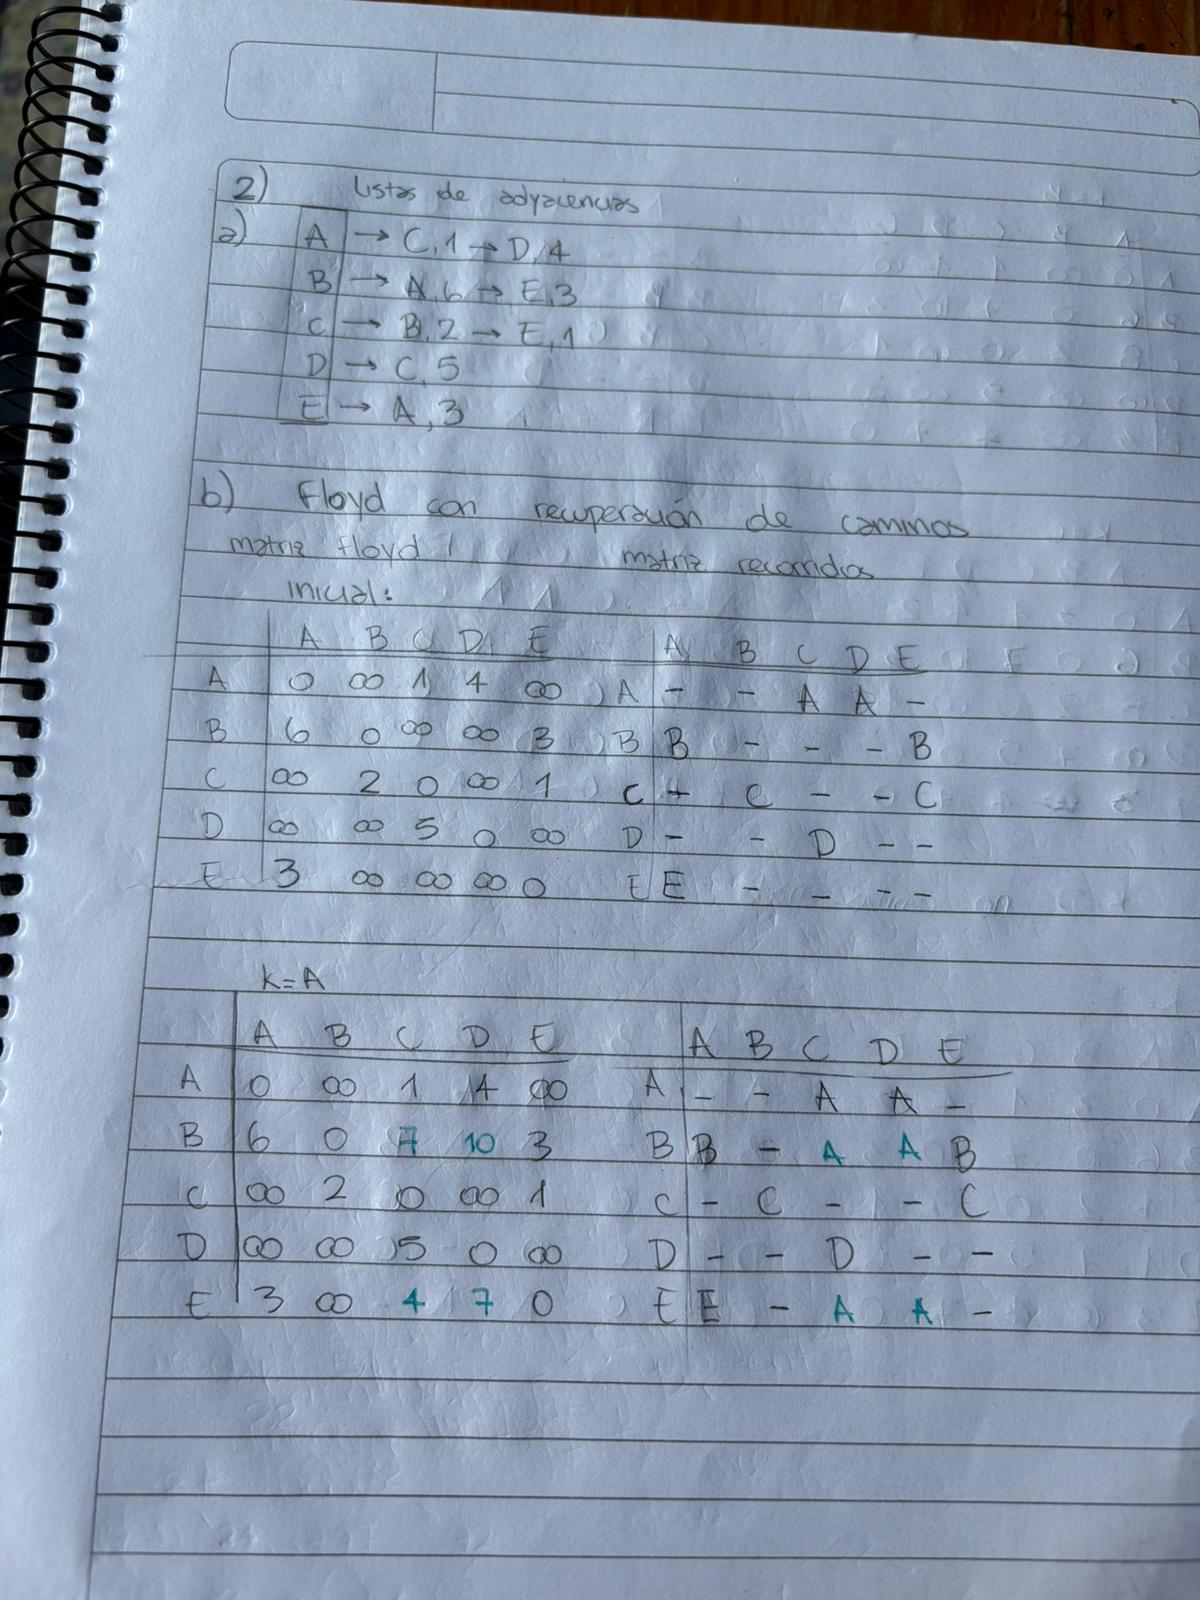 2) Listas de adyacencias
a) A → C,1 → D,4
B → A,6 → E,3
C → B,2 → E,1
D → C,5
E → A,3
b) Floyd con recuperación de caminos
matriz Floyd matriz recorridos
inicial:
A B C D E A B C D E
A 0 ∞ 1 4 ∞ A - - A A -
B 6 0 ∞ ∞ 3 B B - - - B
C ∞ 2 0 ∞ 1 C - C - - C
D ∞ ∞ 5 0 ∞ D - - D - -
E 3 ∞ ∞ ∞ 0 E E - - - -
K=A
A B C D E A B C D E
A 0 ∞ 1 4 ∞ A - - A A -
B 6 0 7 10 3 B B - A A B
C ∞ 2 0 ∞ 1 C - C - - C
D ∞ ∞ 5 0 ∞ D - - D - -
E 3 ∞ 4 7 0 E E - A A -